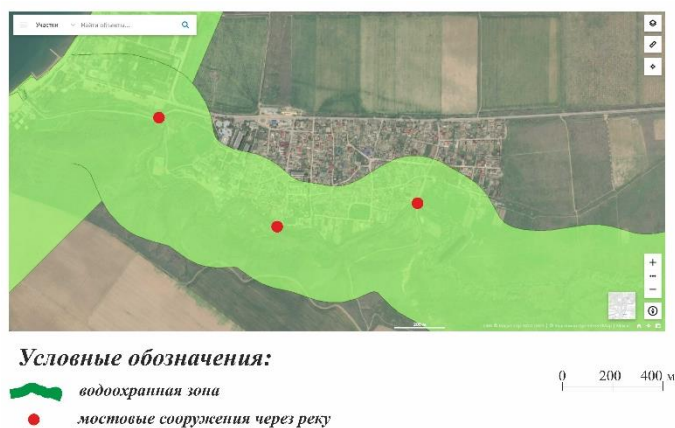 Участки
Найти объекты...
Условные обозначения:
водоохранная зона
0 200 400 м
мостовые сооружения через реку